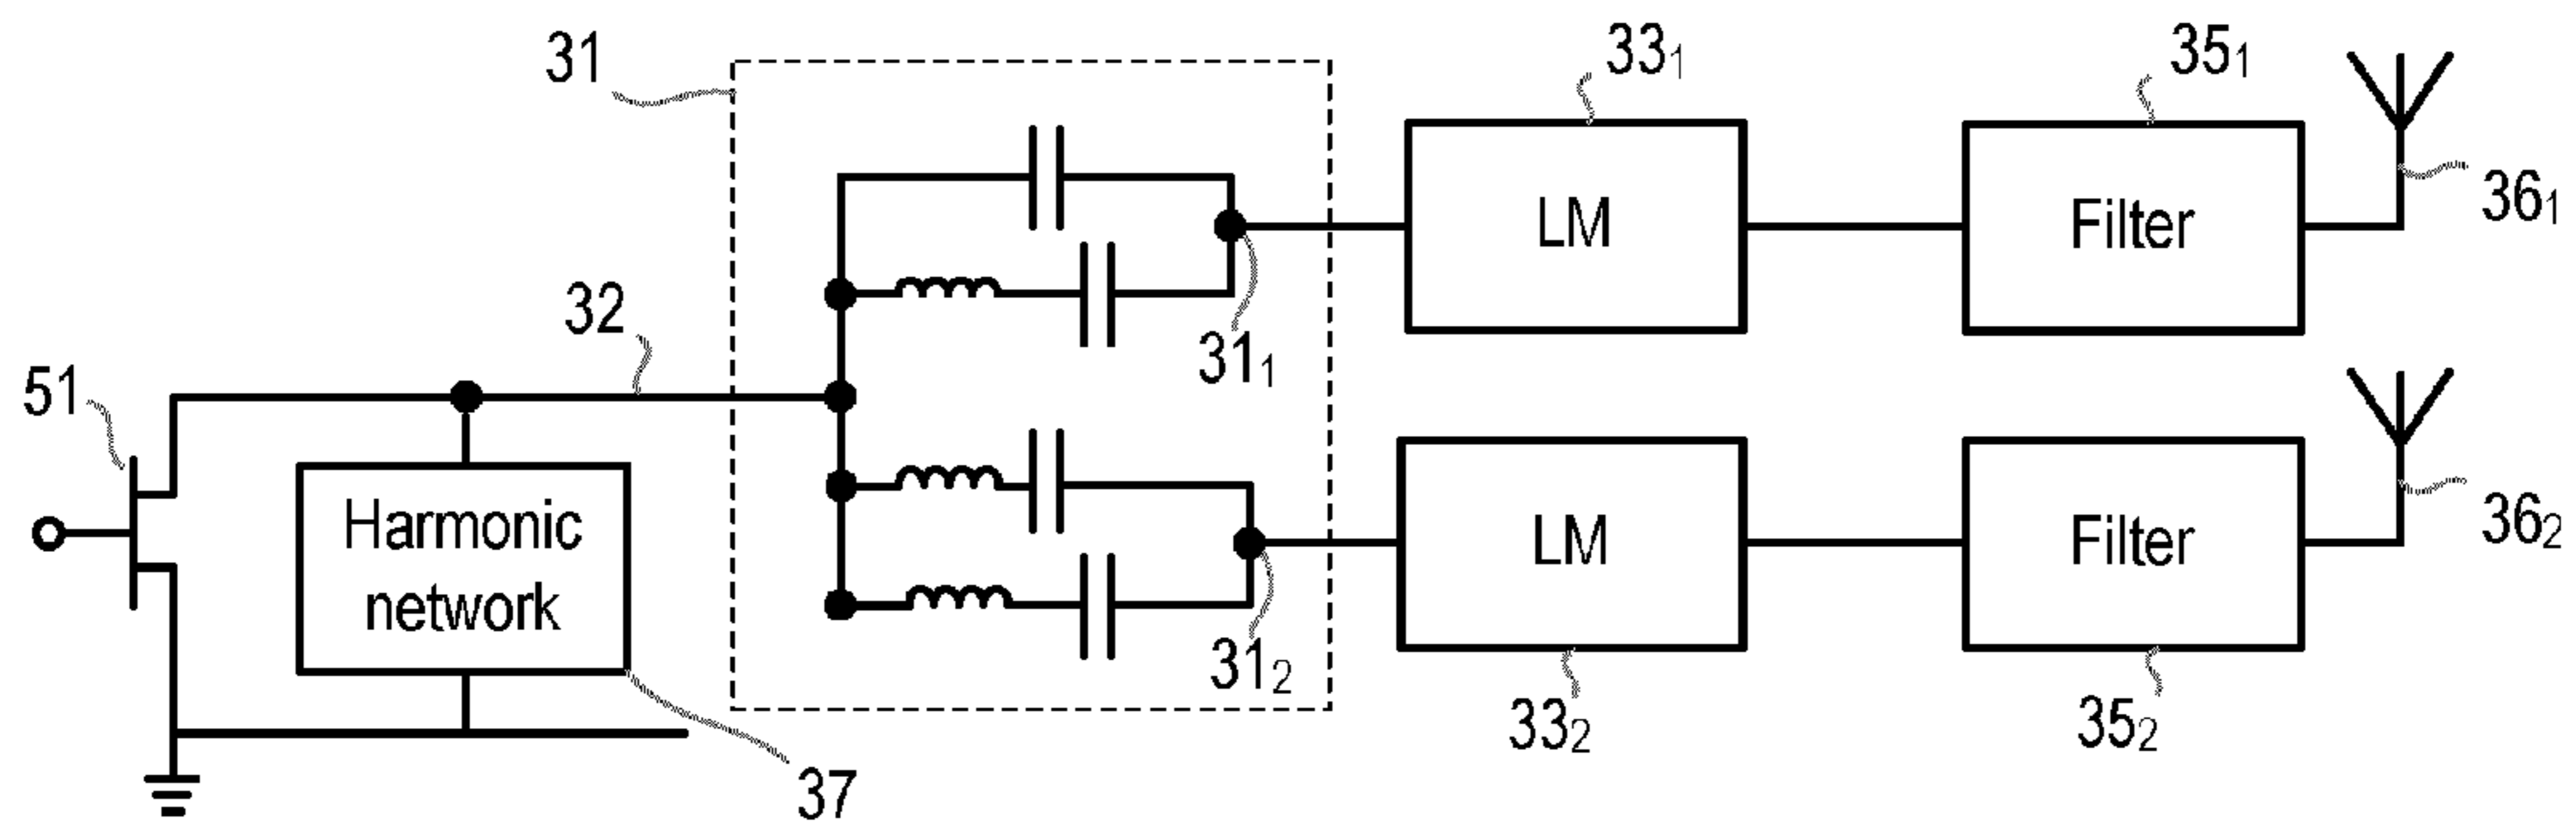 31
33₁
35₁
LM
Filter
36₁
32
31₁
51
Harmonic
network
LM
Filter
36₂
31₂
33₂
35₂
37